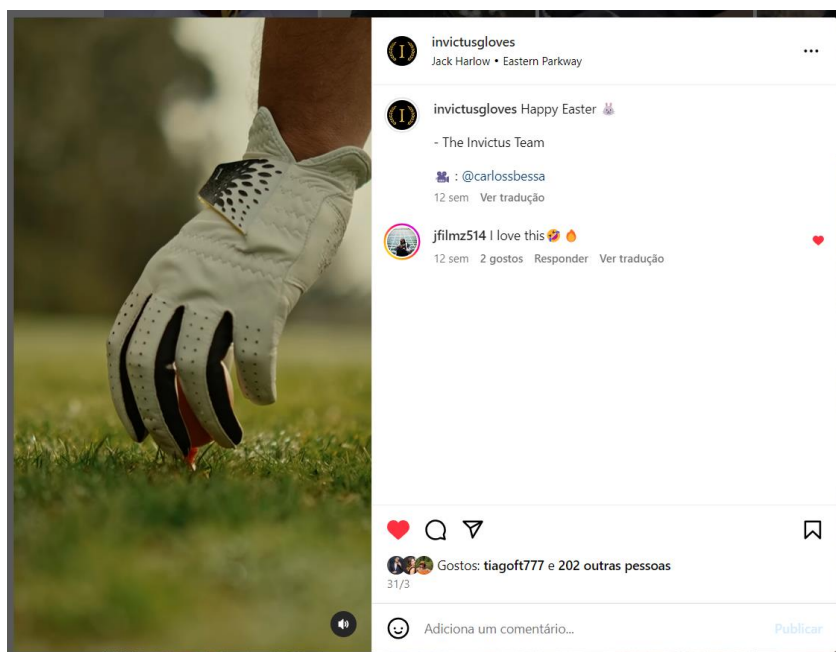 invictusgloves
Jack Harlow • Eastern Parkway
invictusgloves Happy Easter 🐰
- The Invictus Team
🎥 : @carlossbessa
12 sem Ver tradução
jfilmz514 I love this🤣 🔥
12 sem 2 gostos Responder Ver tradução
Gostos: tiagoft777 e 202 outras pessoas
31/3
Adiciona um comentário... Publicar